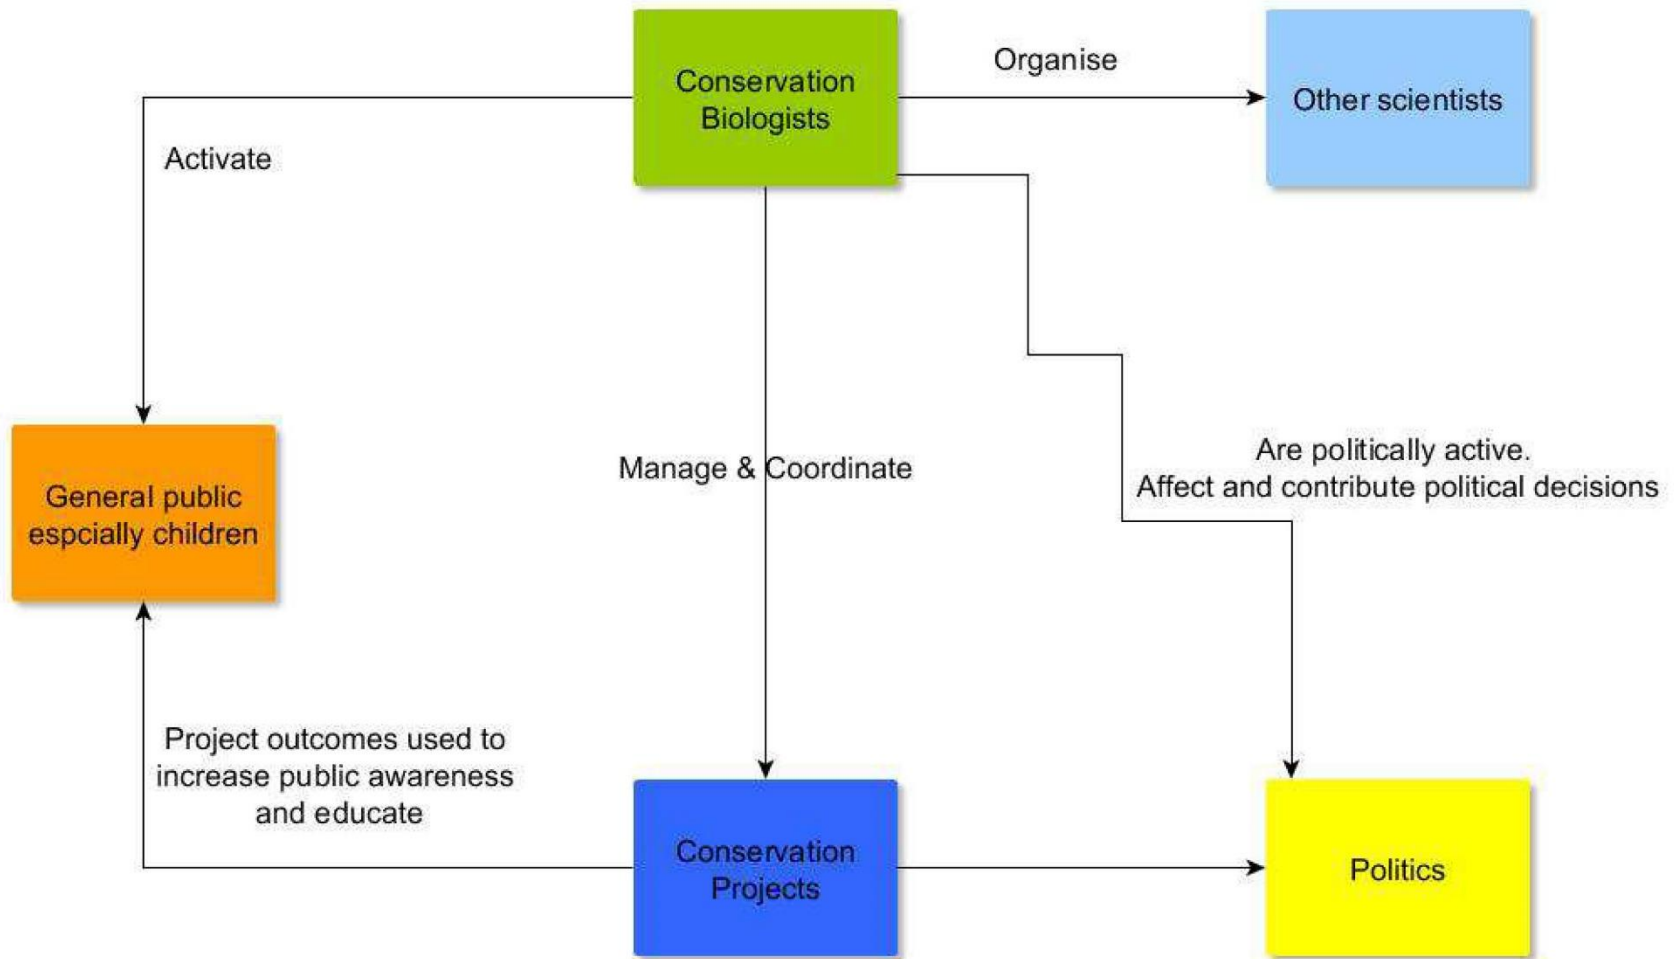 Conservation
Biologists
Organise
Other scientists
Activate
General public
espcially children
Manage & Coordinate
Are politically active.
Affect and contribute political decisions
Project outcomes used to
increase public awareness
and educate
Conservation
Projects
Politics